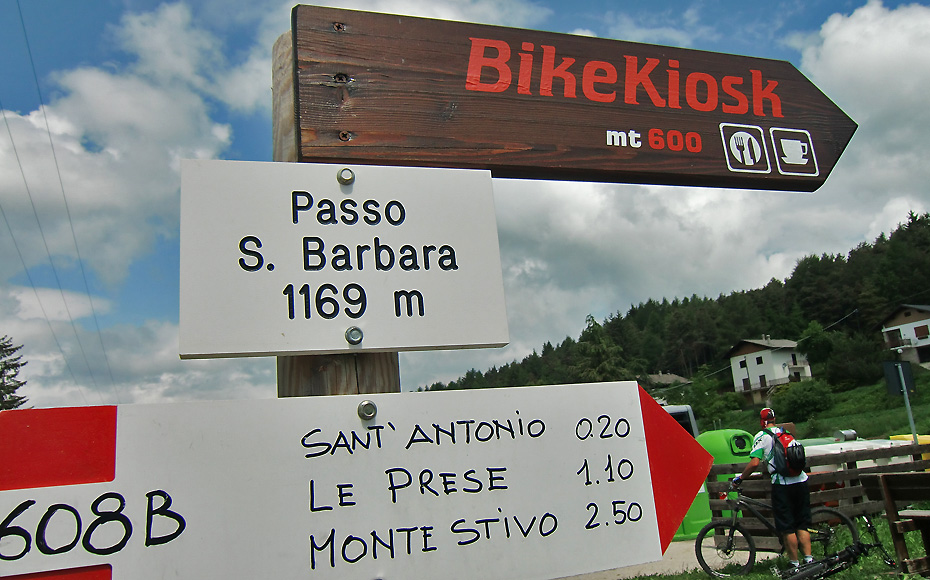 BikeKiosk
mt 600
Passo
S. Barbara
1169 m
SANT'ANTONIO 0.20
LE PRESE 1.10
MONTE STIVO 2.50
608B